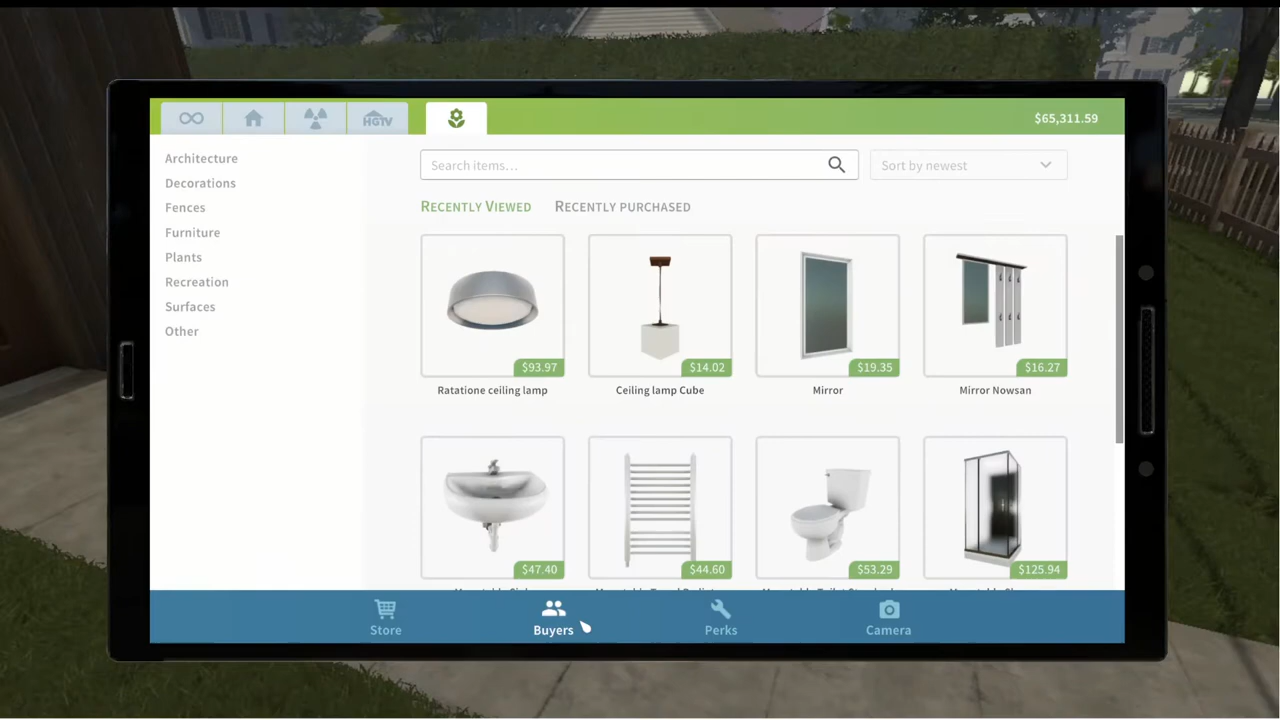 HGTV
$65,311.59
Architecture
Decorations
Fences
Furniture
Plants
Recreation
Surfaces
Other
Search items...
Sort by newest
RECENTLY VIEWED
RECENTLY PURCHASED
$93.97
$14.02
$19.35
$16.27
Ratatione ceiling lamp
Ceiling lamp Cube
Mirror
Mirror Nowsan
$47.40
$44.60
$53.29
$125.94
Store
Buyers
Perks
Camera